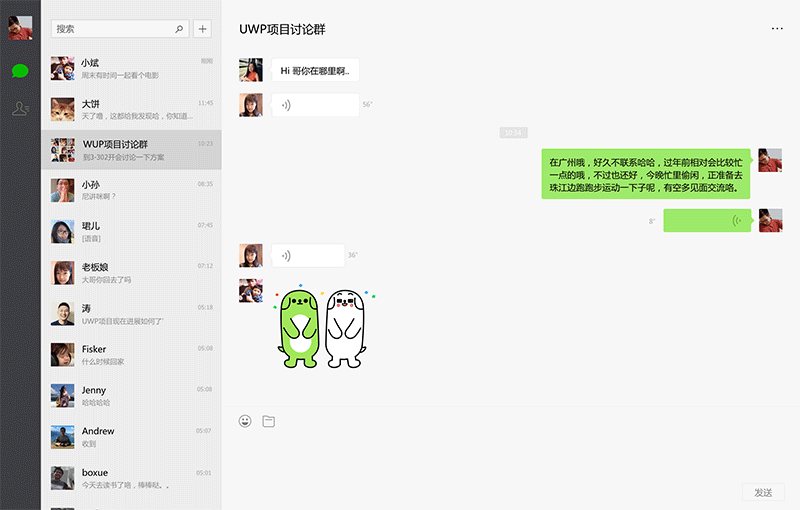 搜索
小斌
刚刚
周末有时间一起看个电影
大饼
11:45
天了噜，这都给我发现哈，你知道...
WUP项目讨论群
10:23
到3-302开会讨论一下方案
小孙
08:35
尼讲咪啊？
珺儿
07:45
[语音]
老板娘
07:12
大哥你回去了吗
涛
05:18
UWP项目现在进展如何了'
Fisker
05:08
什么时候回家
Jenny
05:08
哈哈哈哈
Andrew
05:07
收到
boxue
05:01
今天去读书了唔，棒棒哒。。
UWP项目讨论群
Hi 哥你在哪里啊..
56"
10:34
在广州哦，好久不联系哈哈，过年前相对会比较忙
一点的哦，不过也还好，今晚忙里偷闲，正准备去
珠江边跑跑步运动一下子呢，有空多见面交流咯。
8"
36"
发送